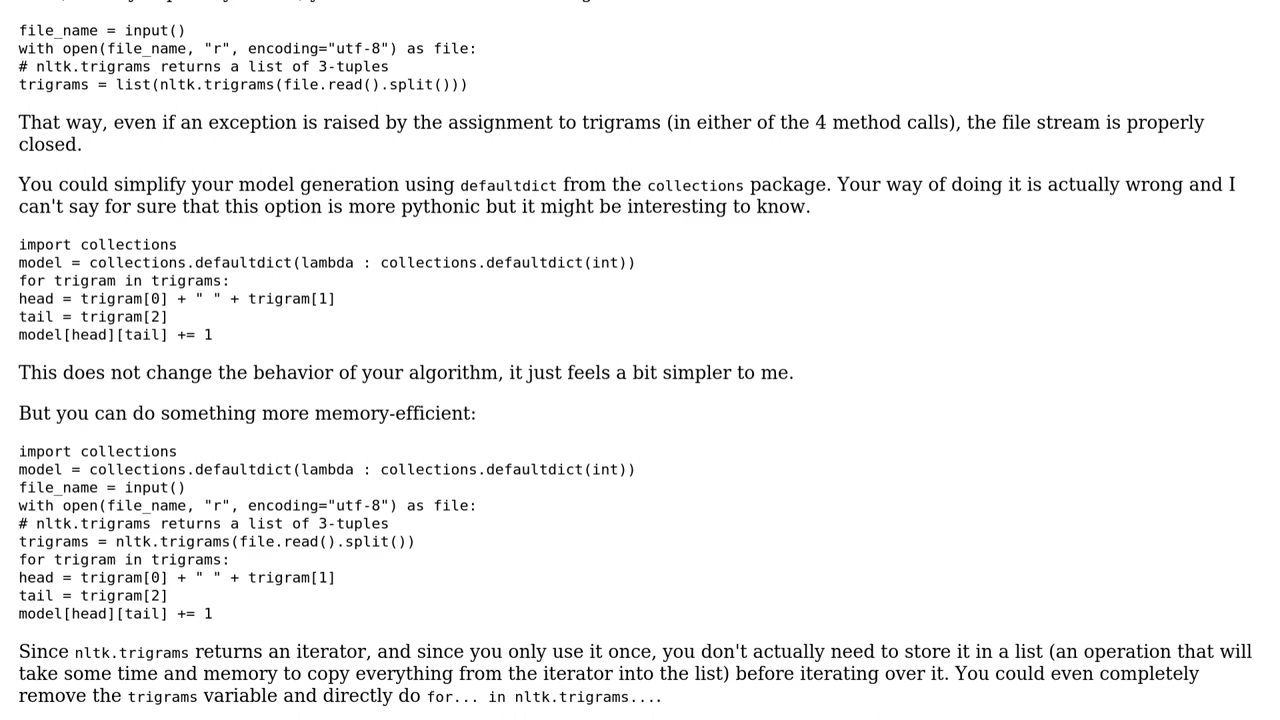 file_name = input()
with open(file_name, "r", encoding="utf-8") as file:
# nltk.trigrams returns a list of 3-tuples
trigrams = list(nltk.trigrams(file.read().split()))
That way, even if an exception is raised by the assignment to trigrams (in either of the 4 method calls), the file stream is properly
closed.
You could simplify your model generation using defaultdict from the collections package. Your way of doing it is actually wrong and I
can't say for sure that this option is more pythonic but it might be interesting to know.
import collections
model = collections.defaultdict(lambda : collections.defaultdict(int))
for trigram in trigrams:
head = trigram[0] + " " + trigram[1]
tail = trigram[2]
model[head][tail] += 1
This does not change the behavior of your algorithm, it just feels a bit simpler to me.
But you can do something more memory-efficient:
import collections
model = collections.defaultdict(lambda : collections.defaultdict(int))
file_name = input()
with open(file_name, "r", encoding="utf-8") as file:
# nltk.trigrams returns a list of 3-tuples
trigrams = nltk.trigrams(file.read().split())
for trigram in trigrams:
head = trigram[0] + " " + trigram[1]
tail = trigram[2]
model[head][tail] += 1
Since nltk.trigrams returns an iterator, and since you only use it once, you don't actually need to store it in a list (an operation that will
take some time and memory to copy everything from the iterator into the list) before iterating over it. You could even completely
remove the trigrams variable and directly do for... in nltk.trigrams....